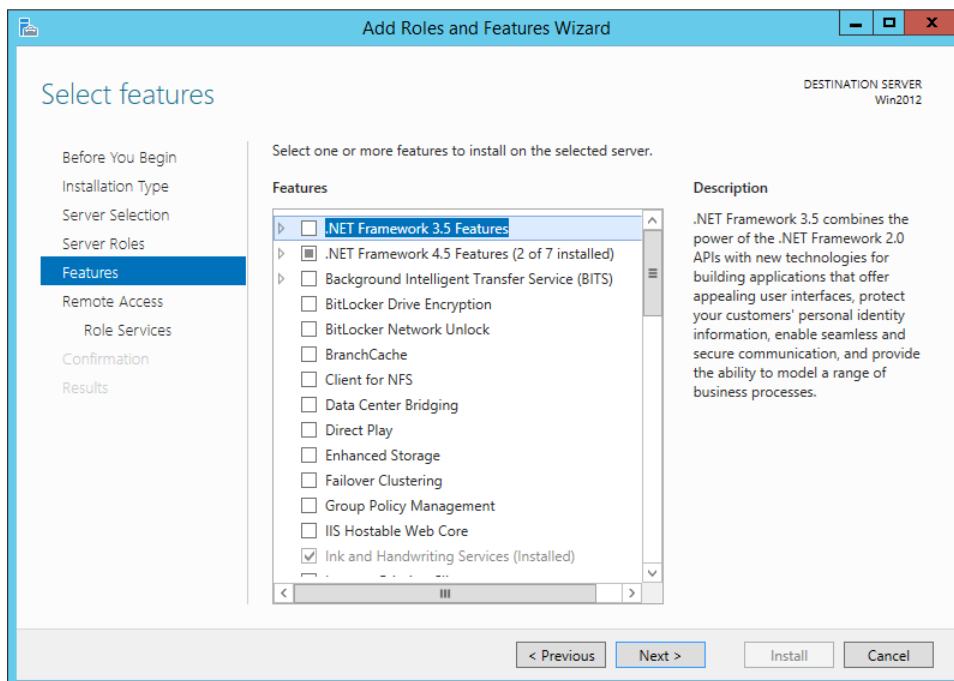 Add Roles and Features Wizard
Select features
DESTINATION SERVER
Win2012
Before You Begin
Installation Type
Server Selection
Server Roles
Features
Remote Access
Role Services
Confirmation
Results
Select one or more features to install on the selected server.
Features
.NET Framework 3.5 Features
.NET Framework 4.5 Features (2 of 7 installed)
Background Intelligent Transfer Service (BITS)
BitLocker Drive Encryption
BitLocker Network Unlock
BranchCache
Client for NFS
Data Center Bridging
Direct Play
Enhanced Storage
Failover Clustering
Group Policy Management
IIS Hostable Web Core
Ink and Handwriting Services (Installed)
Description
.NET Framework 3.5 combines the
power of the .NET Framework 2.0
APIs with new technologies for
building applications that offer
appealing user interfaces, protect
your customers' personal identity
information, enable seamless and
secure communication, and provide
the ability to model a range of
business processes.
< Previous
Next >
Install
Cancel